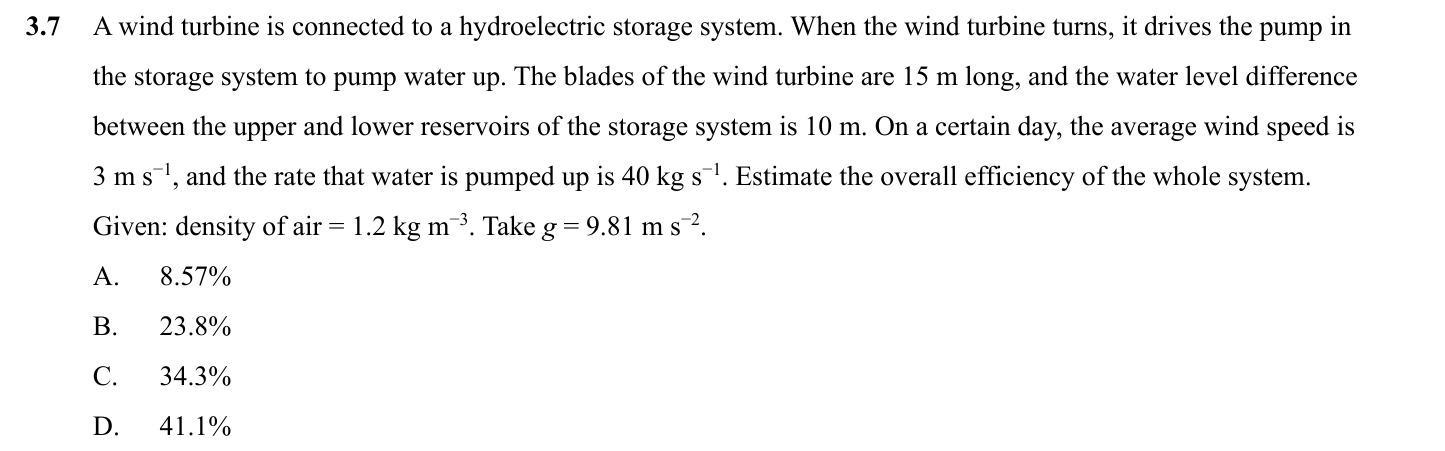 3.7 A wind turbine is connected to a hydroelectric storage system. When the wind turbine turns, it drives the pump in
the storage system to pump water up. The blades of the wind turbine are 15 m long, and the water level difference
between the upper and lower reservoirs of the storage system is 10 m. On a certain day, the average wind speed is
3 m s⁻¹, and the rate that water is pumped up is 40 kg s⁻¹. Estimate the overall efficiency of the whole system.
Given: density of air = 1.2 kg m⁻³. Take g = 9.81 m s⁻².
A. 8.57%
B. 23.8%
C. 34.3%
D. 41.1%